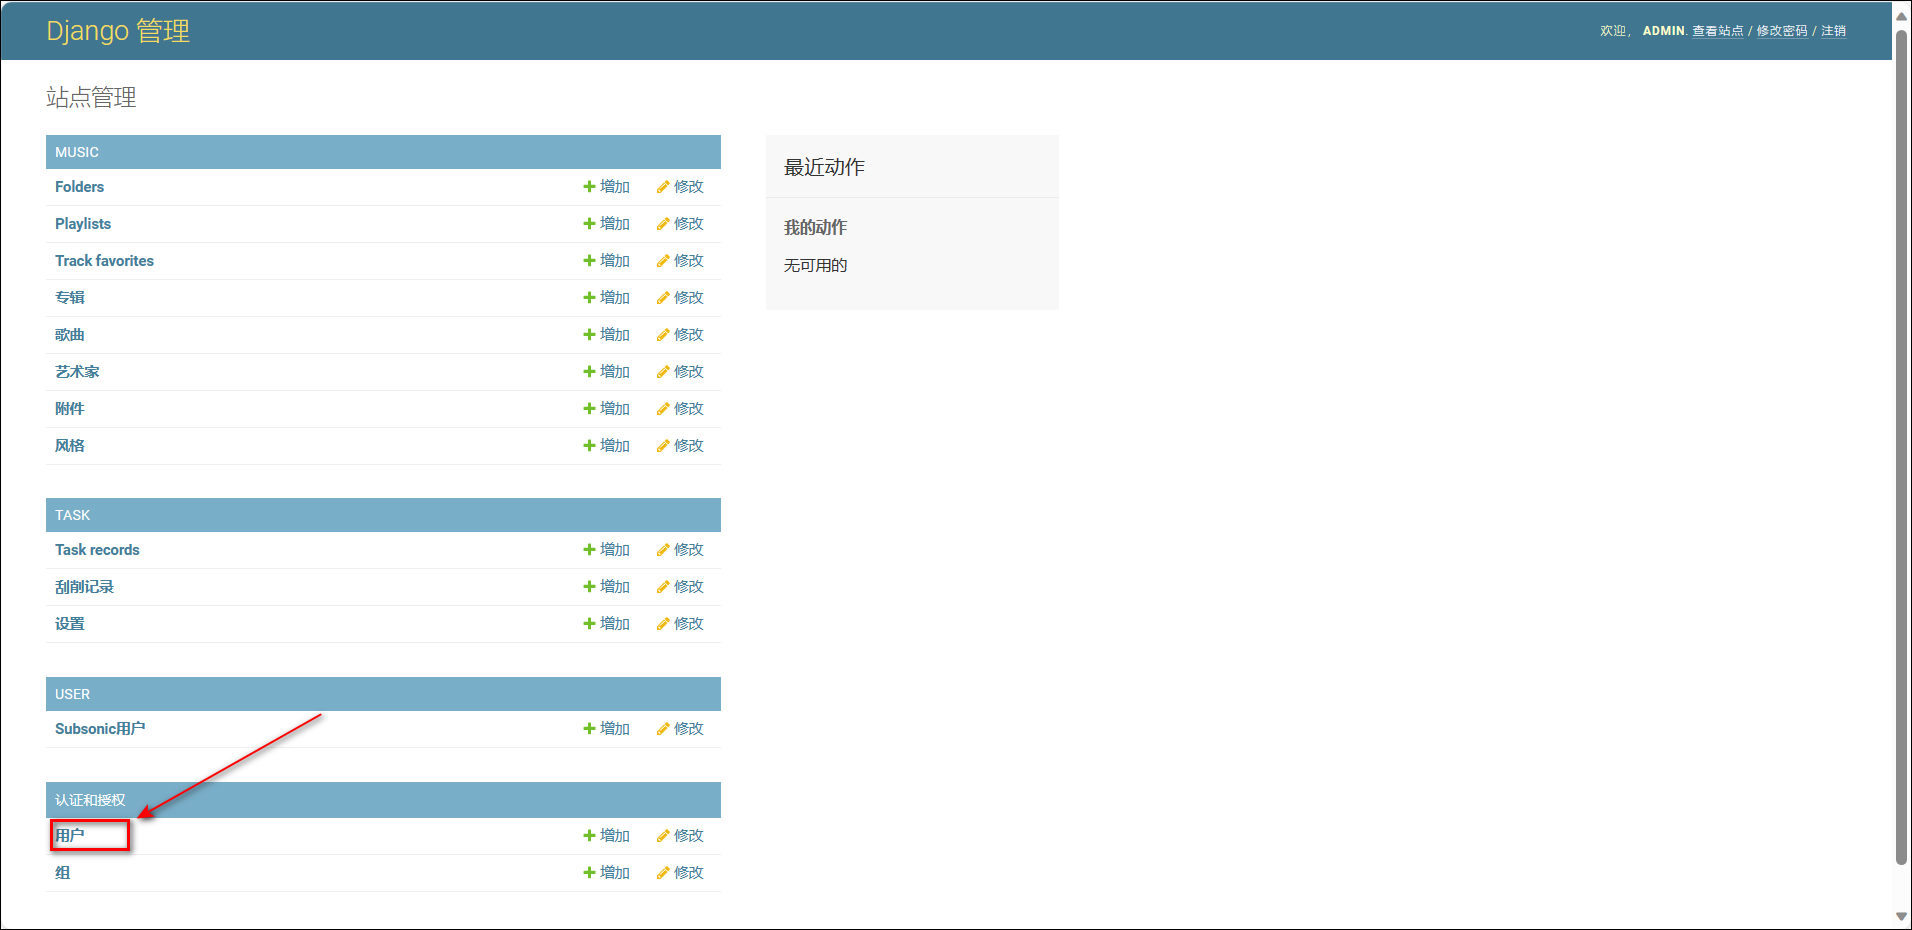 Django 管理
欢迎， ADMIN. 查看站点 / 修改密码 / 注销
站点管理
MUSIC
Folders 增加 修改
Playlists 增加 修改
Track favorites 增加 修改
专辑 增加 修改
歌曲 增加 修改
艺术家 增加 修改
附件 增加 修改
风格 增加 修改
TASK
Task records 增加 修改
刮削记录 增加 修改
设置 增加 修改
USER
Subsonic用户 增加 修改
认证和授权
用户 增加 修改
组 增加 修改
最近动作
我的动作
无可用的